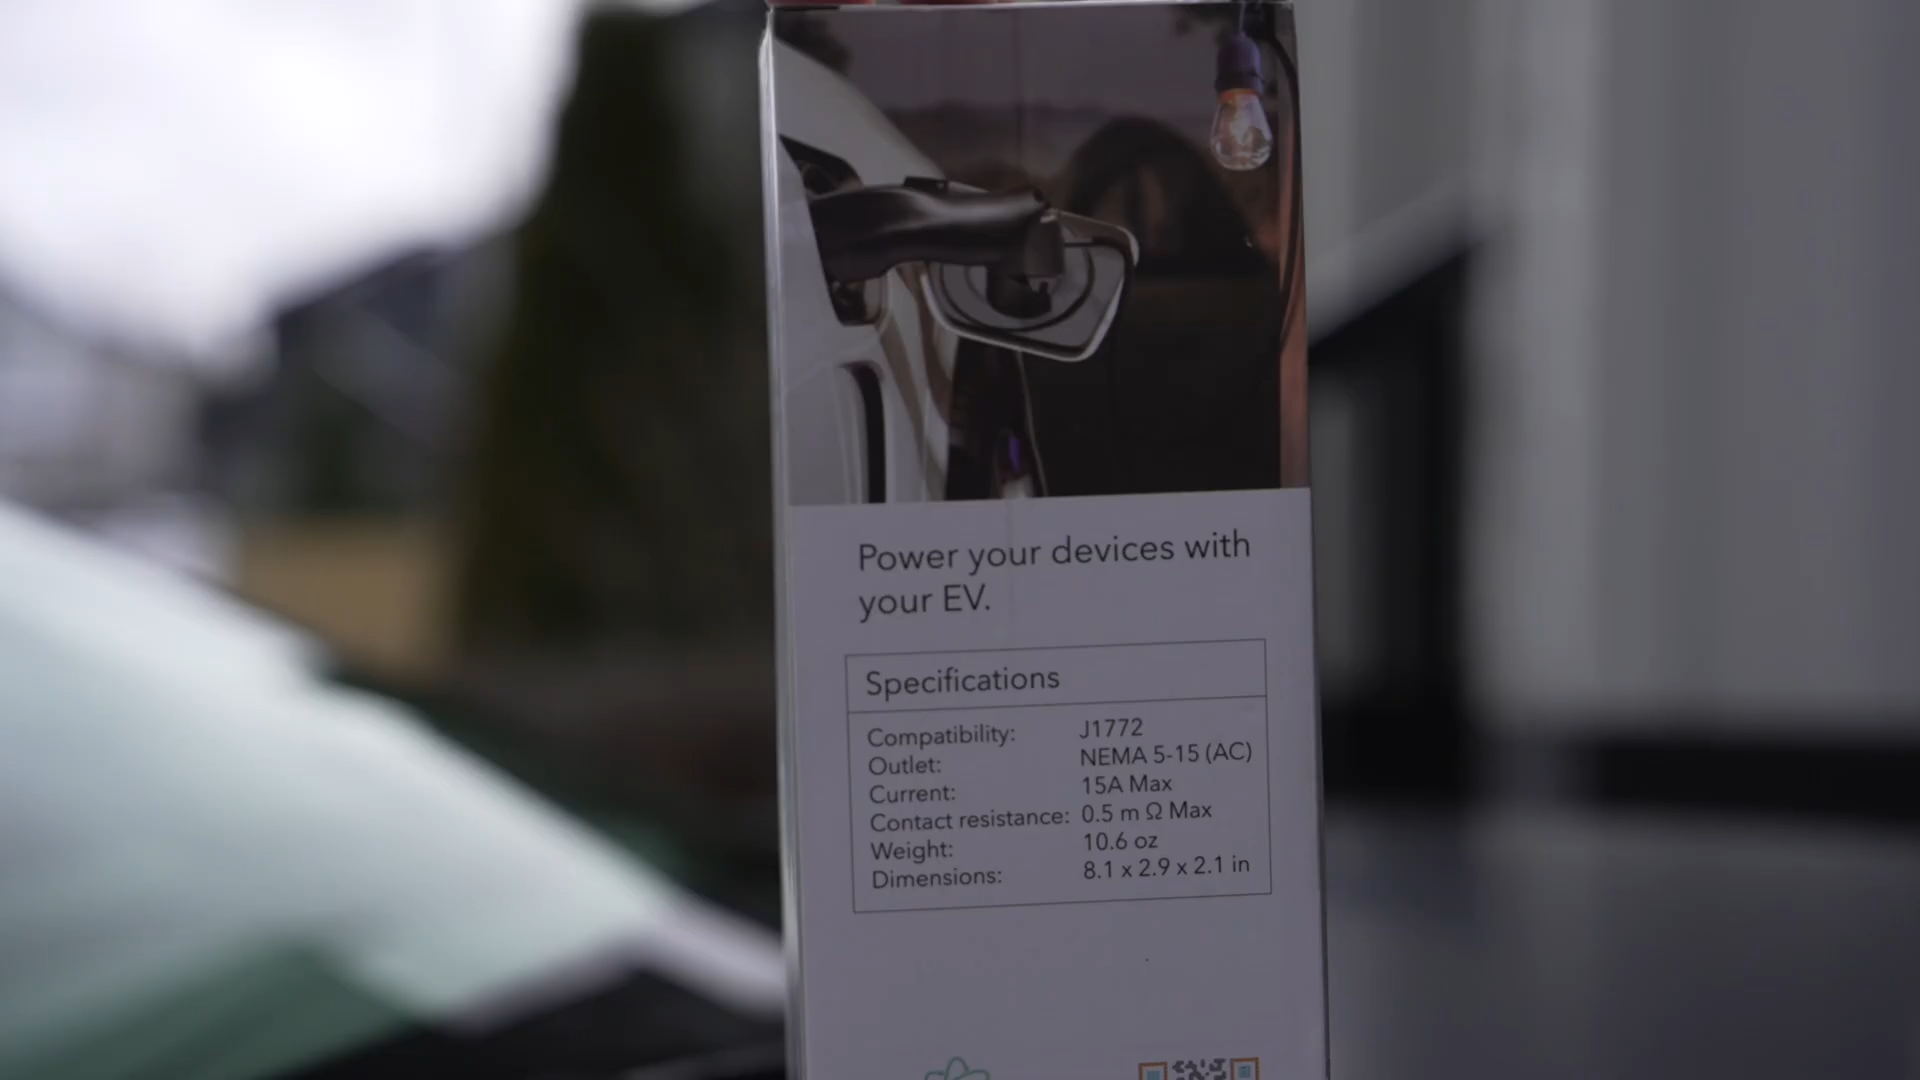 Power your devices with
your EV.
Specifications
Compatibility: J1772
Outlet: NEMA 5-15 (AC)
Current: 15A Max
Contact resistance: 0.5 m Ω Max
Weight: 10.6 oz
Dimensions: 8.1 x 2.9 x 2.1 in